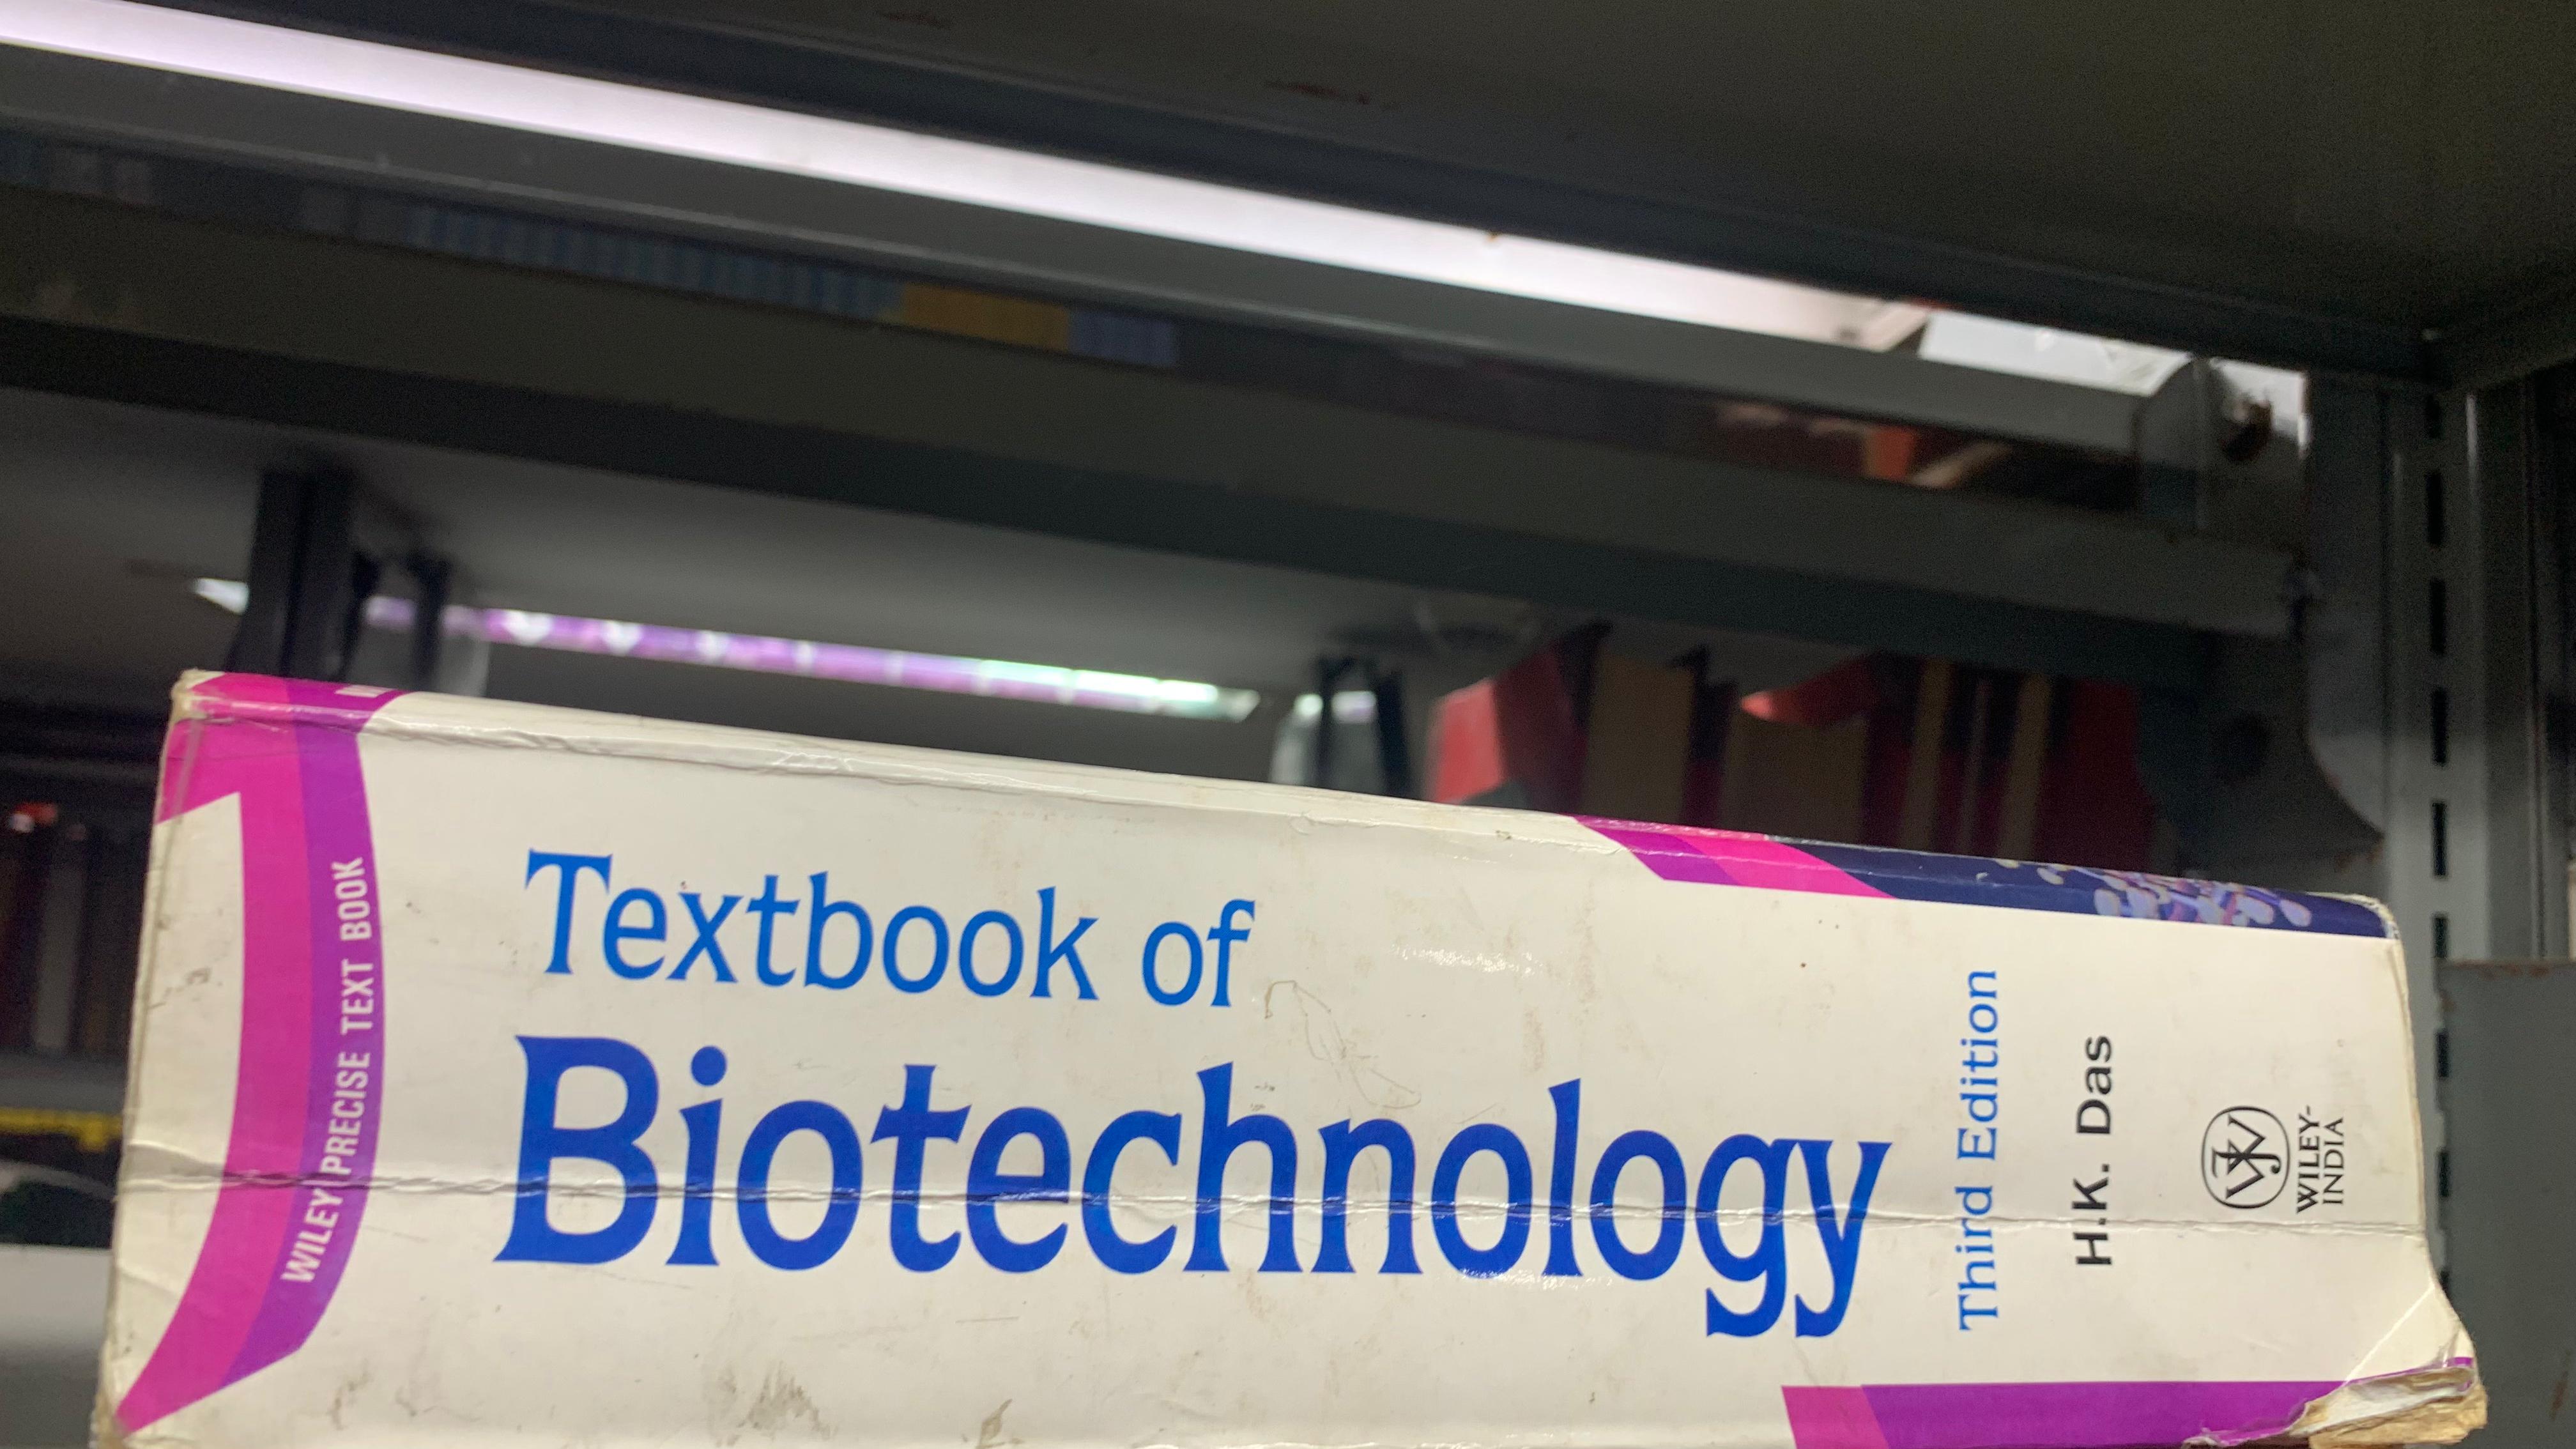 WILEY|PRECISE TEXT BOOK
Textbook of
Biotechnology
Third Edition
H.K. Das
WILEY-
INDIA